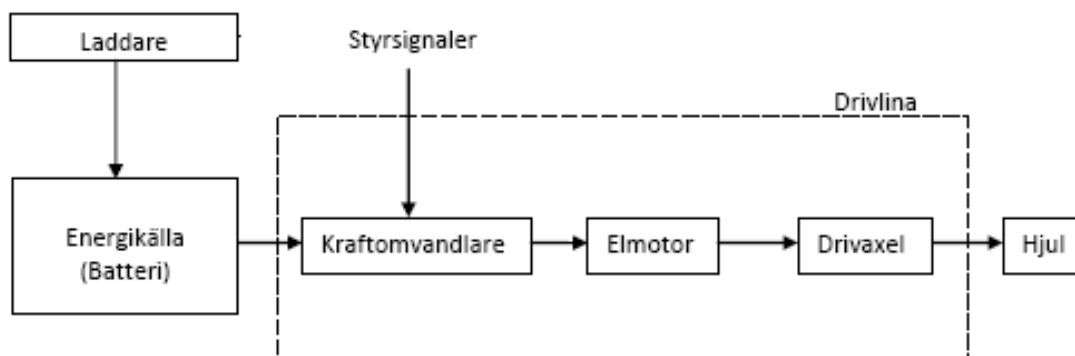 Laddare
Styrsignaler
Drivlina
Energikälla
(Batteri)
Kraftomvandlare
Elmotor
Drivaxel
Hjul